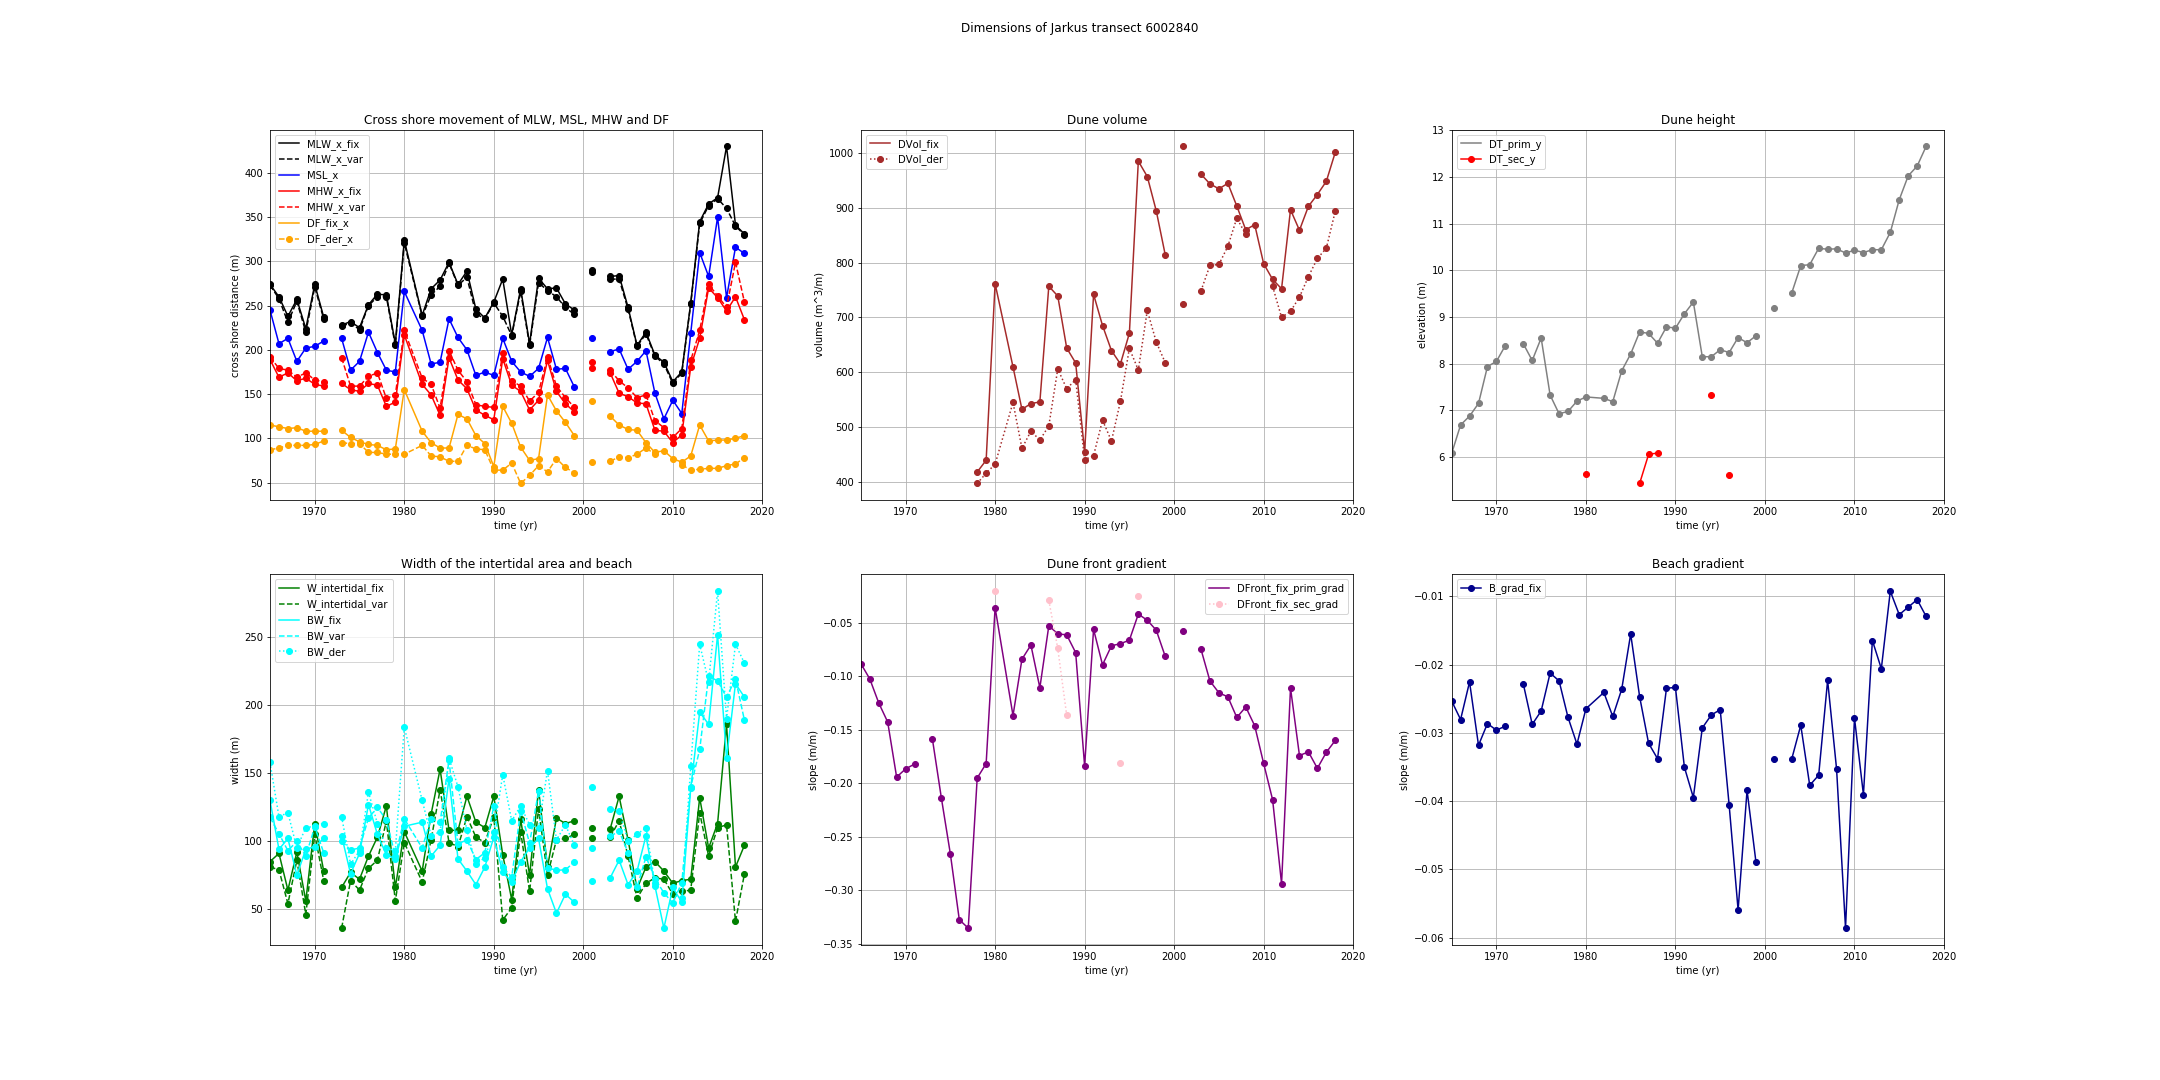 Dimensions of Jarkus transect 6002840
Cross shore movement of MLW, MSL, MHW and DF
MLW_x_fix
MLW_x_var
MSL_x
MHW_x_fix
MHW_x_var
DF_fix_x
DF_der_x
cross shore distance (m)
400
350
300
250
200
150
100
50
1970
1980
1990
2000
2010
2020
time (yr)
Dune volume
DVol_fix
DVol_der
volume (m^3/m)
1000
900
800
700
600
500
400
1970
1980
1990
2000
2010
2020
time (yr)
Dune height
DT_prim_y
DT_sec_y
elevation (m)
13
12
11
10
9
8
7
6
1970
1980
1990
2000
2010
2020
time (yr)
Width of the intertidal area and beach
W_intertidal_fix
W_intertidal_var
BW_fix
BW_var
BW_der
width (m)
250
200
150
100
50
1970
1980
1990
2000
2010
2020
time (yr)
Dune front gradient
DFront_fix_prim_grad
DFront_fix_sec_grad
slope (m/m)
−0.05
−0.10
−0.15
−0.20
−0.25
−0.30
−0.35
1970
1980
1990
2000
2010
2020
time (yr)
Beach gradient
B_grad_fix
slope (m/m)
−0.01
−0.02
−0.03
−0.04
−0.05
−0.06
1970
1980
1990
2000
2010
2020
time (yr)